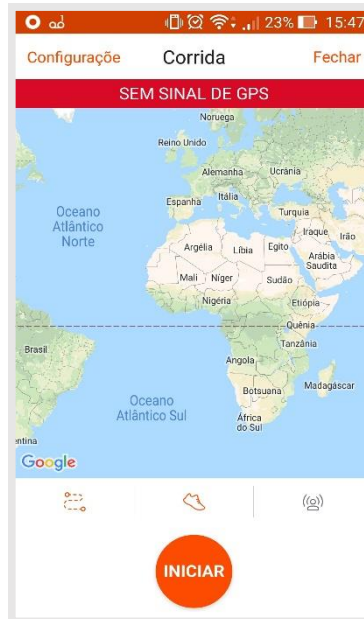 23% 15:47
Configuraçõe Corrida Fechar
SEM SINAL DE GPS
Noruega
Reino Unido
Alemanha Ucrânia
Espanha Itália
Turquia
Oceano
Atlântico
Norte
Iraque Irão
Argélia Líbia Egito
Arábia
Saudita
Mali Níger Sudão
Nigéria Etiópia
Quênia
Brasil
Tanzânia
Angola
Botsuana Madagáscar
Oceano
Atlântico Sul
África
do Sul
entina
Google
INICIAR